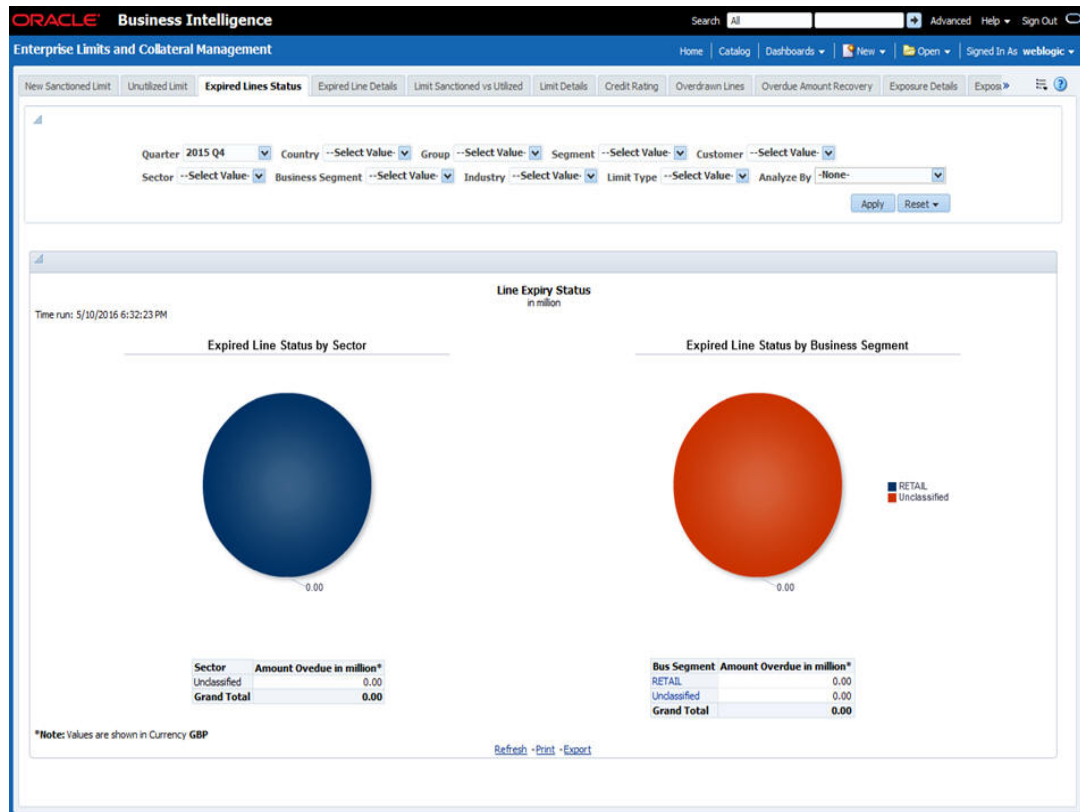 ORACLE Business Intelligence Search All Advanced Help Sign Out
Enterprise Limits and Collateral Management Home Catalog Dashboards New Open Signed In As weblogic
New Sanctioned Limit Unutilized Limit Expired Lines Status Expired Line Details Limit Sanctioned vs Utilized Limit Details Credit Rating Overdrawn Lines Overdue Amount Recovery Exposure Details Exposu»
Quarter 2015 Q4 Country --Select Value- Group --Select Value- Segment --Select Value- Customer --Select Value-
Sector --Select Value- Business Segment --Select Value- Industry --Select Value- Limit Type --Select Value- Analyze By -None-
Apply Reset
Line Expiry Status
in million
Time run: 5/10/2016 6:32:23 PM
Expired Line Status by Sector
0.00
Expired Line Status by Business Segment
RETAIL
Unclassified
0.00
Sector Amount Ovedue in million*
Unclassified 0.00
Grand Total 0.00
Bus Segment Amount Overdue in million*
RETAIL 0.00
Unclassified 0.00
Grand Total 0.00
*Note: Values are shown in Currency GBP
Refresh -Print -Export